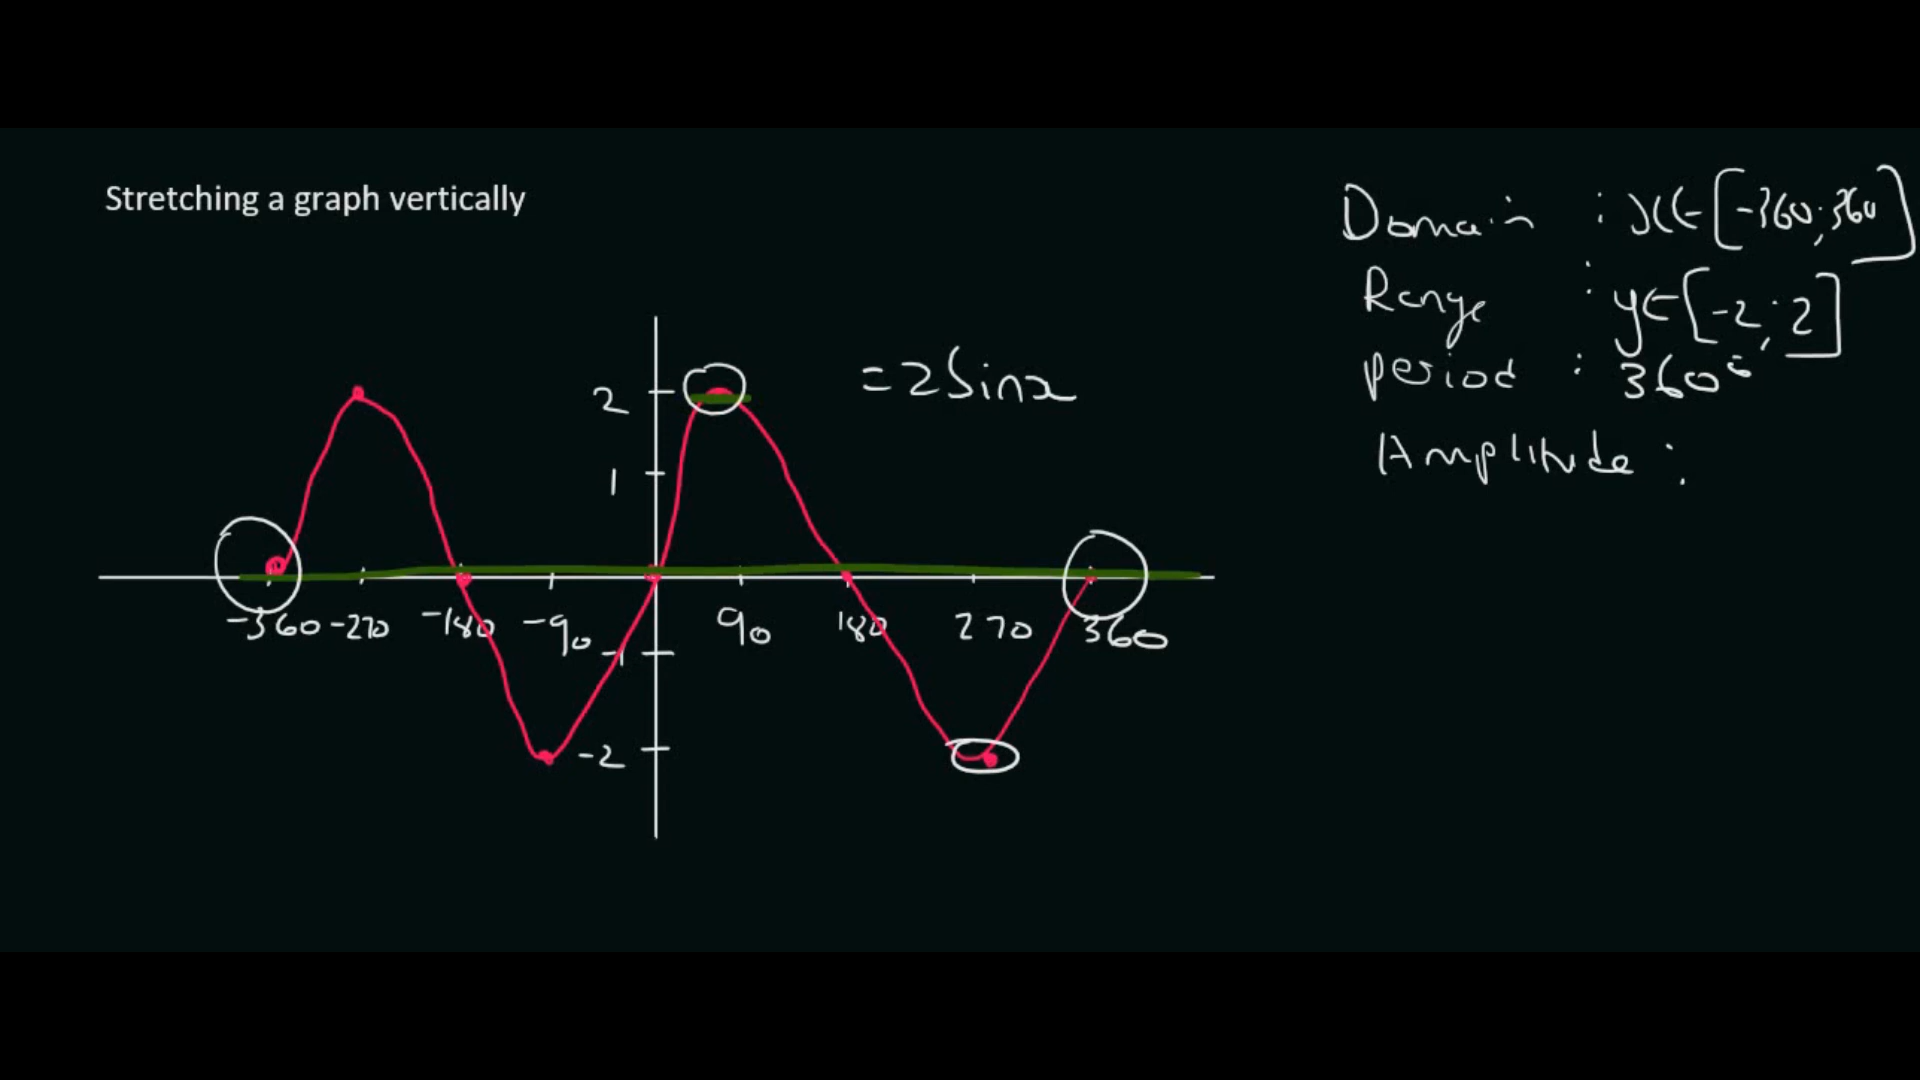 Stretching a graph vertically
Domain : x∈[-360;360]
Range : y∈[-2;2]
period : 360°
Amplitude :
=2Sinx
2
1
-360 -270 -180 -90 90 180 270 360
-1
-2